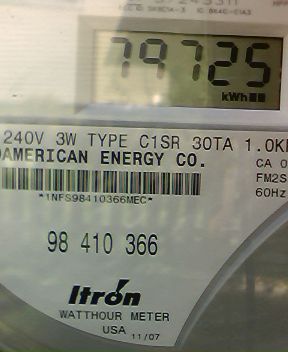 79725
kWh
240V 3W TYPE C1SR 30TA 1.0K
AMERICAN ENERGY CO.
CA 0
FM2S
60Hz
*1NFS98410366MEC*
98 410 366
Itron
WATTHOUR METER
USA 11/07